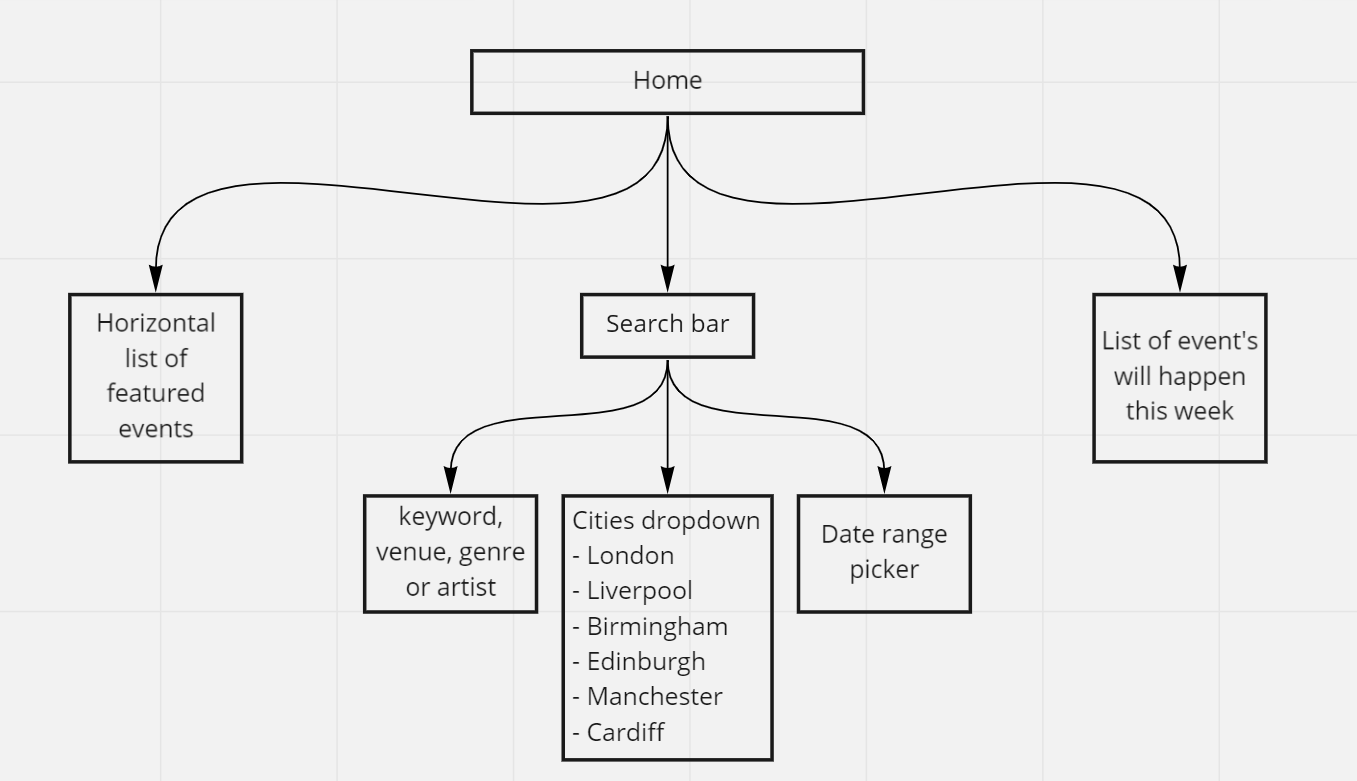 Home
Horizontal
list of
featured
events
Search bar
List of event's
will happen
this week
keyword,
venue, genre
or artist
Cities dropdown
- London
- Liverpool
- Birmingham
- Edinburgh
- Manchester
- Cardiff
Date range
picker